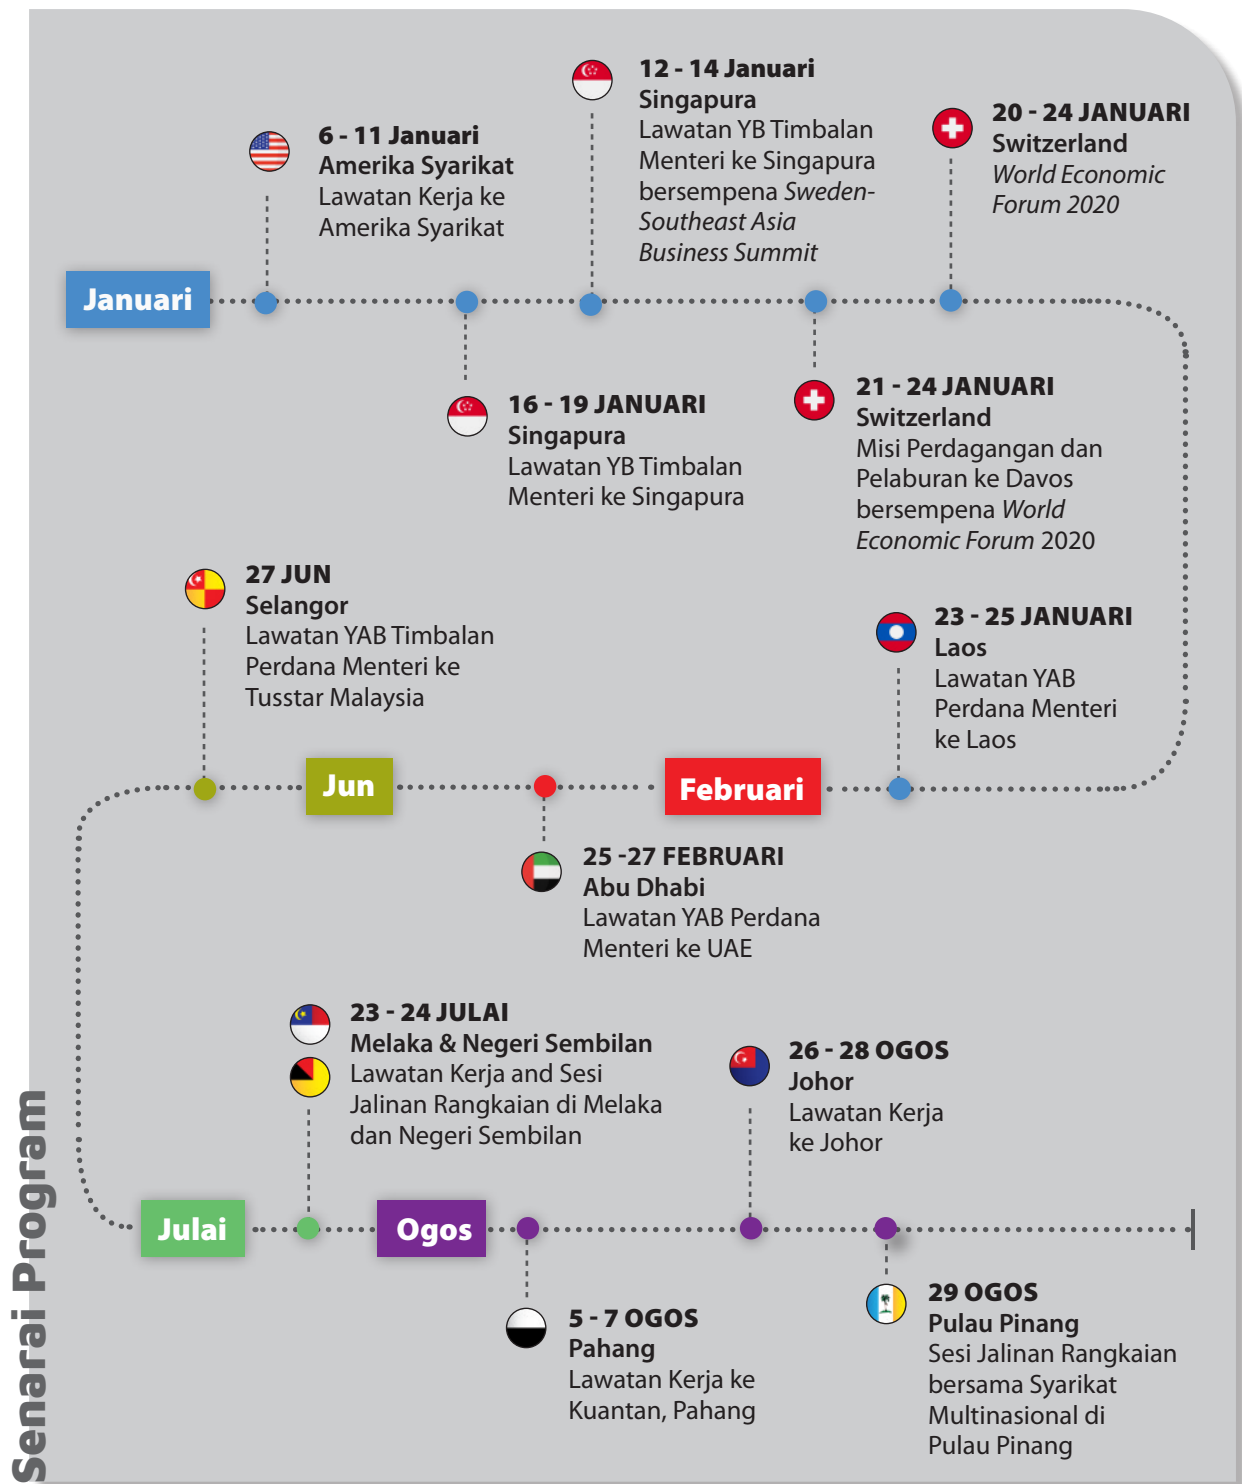 Senarai Program
Januari
6 - 11 Januari
Amerika Syarikat
Lawatan Kerja ke
Amerika Syarikat
16 - 19 JANUARI
Singapura
Lawatan YB Timbalan
Menteri ke Singapura
12 - 14 Januari
Singapura
Lawatan YB Timbalan
Menteri ke Singapura
bersempena Sweden-
Southeast Asia
Business Summit
21 - 24 JANUARI
Switzerland
Misi Perdagangan dan
Pelaburan ke Davos
bersempena World
Economic Forum 2020
20 - 24 JANUARI
Switzerland
World Economic
Forum 2020
23 - 25 JANUARI
Laos
Lawatan YAB
Perdana Menteri
ke Laos
Februari
25 -27 FEBRUARI
Abu Dhabi
Lawatan YAB Perdana
Menteri ke UAE
Jun
27 JUN
Selangor
Lawatan YAB Timbalan
Perdana Menteri ke
Tusstar Malaysia
Julai
23 - 24 JULAI
Melaka & Negeri Sembilan
Lawatan Kerja and Sesi
Jalinan Rangkaian di Melaka
dan Negeri Sembilan
Ogos
5 - 7 OGOS
Pahang
Lawatan Kerja ke
Kuantan, Pahang
26 - 28 OGOS
Johor
Lawatan Kerja
ke Johor
29 OGOS
Pulau Pinang
Sesi Jalinan Rangkaian
bersama Syarikat
Multinasional di
Pulau Pinang